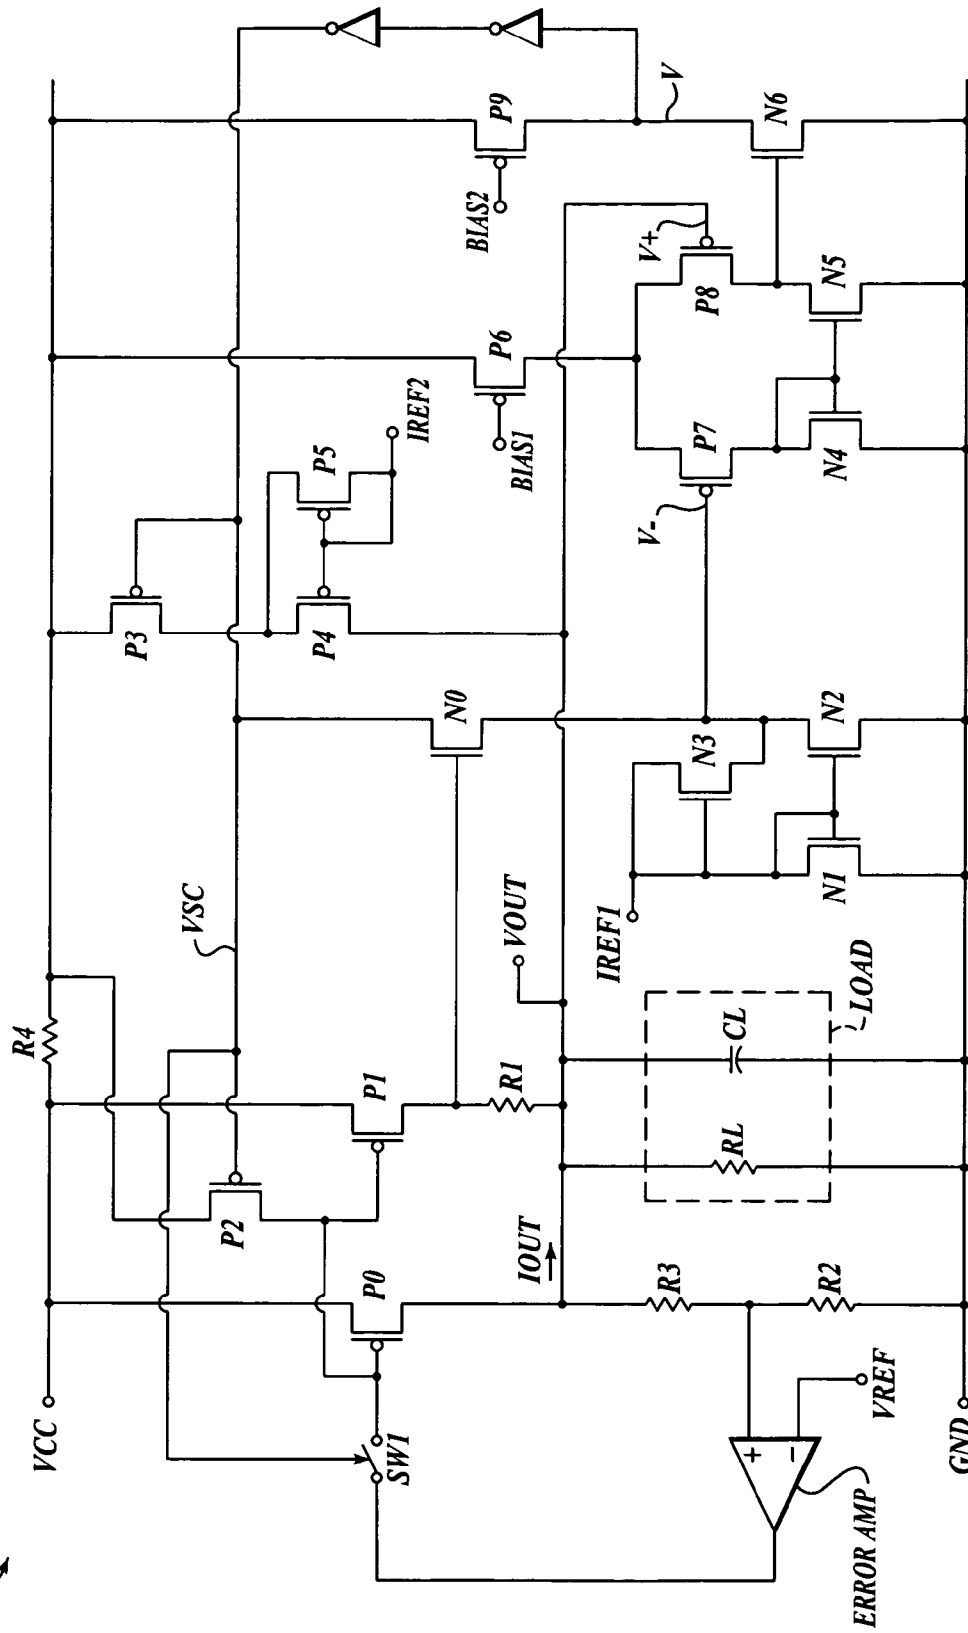 VCC
R4
VSC
P3
P5
IREF2
P4
P6
BIAS1
P9
BIAS2
P2
P1
P0
SW1
N0
R1
VOUT
IOUT
V
V+
V-
P7
P8
N6
N5
N4
N3
N2
N1
IREF1
LOAD
CL
RL
R3
R2
VREF
+
−
ERROR AMP
GND